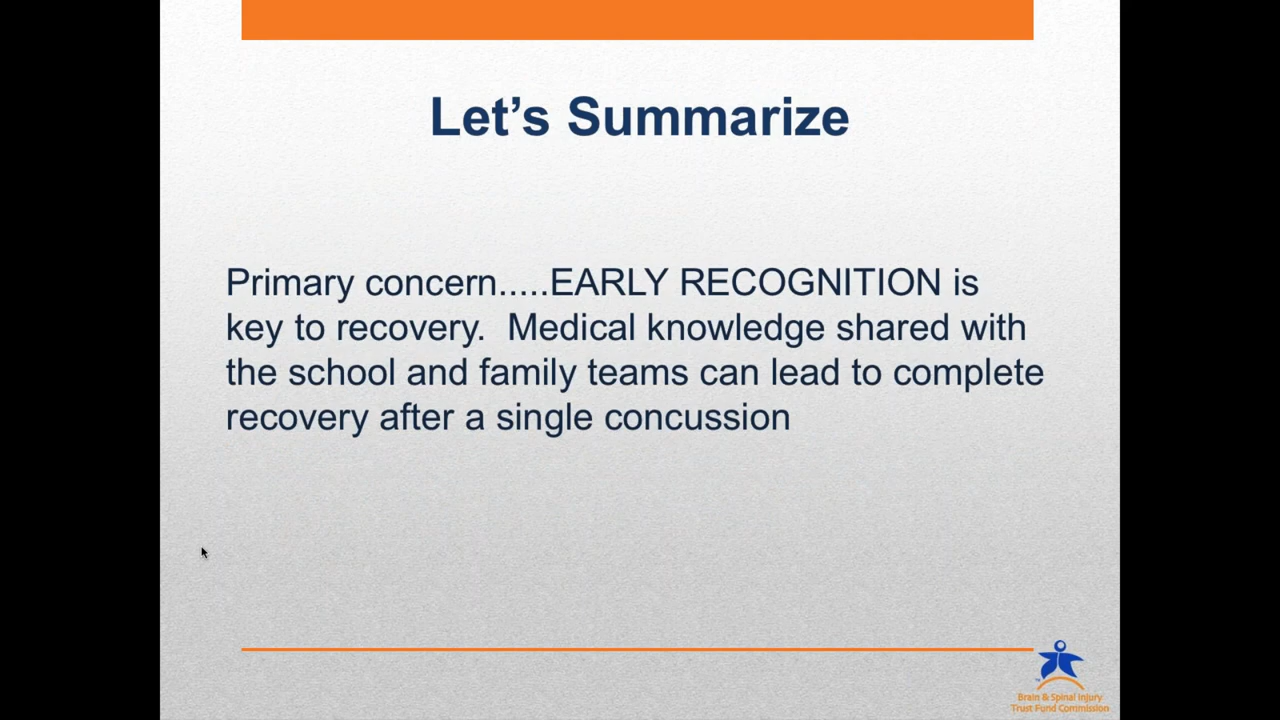 Let's Summarize
Primary concern.....EARLY RECOGNITION is
key to recovery.  Medical knowledge shared with
the school and family teams can lead to complete
recovery after a single concussion
Brain & Spinal Injury
Trust Fund Commission